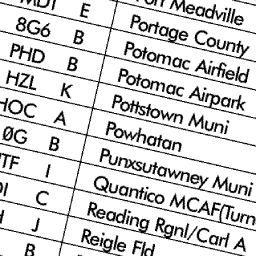 Port Meadville
MDT E Portage County
8G6 B Potomac Airfield
PHD B Potomac Airpark
HZL K Pottstown Muni
HOC A Powhatan
0G B Punxsutawney Muni
TF I Quantico MCAF(Turn
I C Reading Rgnl/Carl A
J Reigle Fld
B